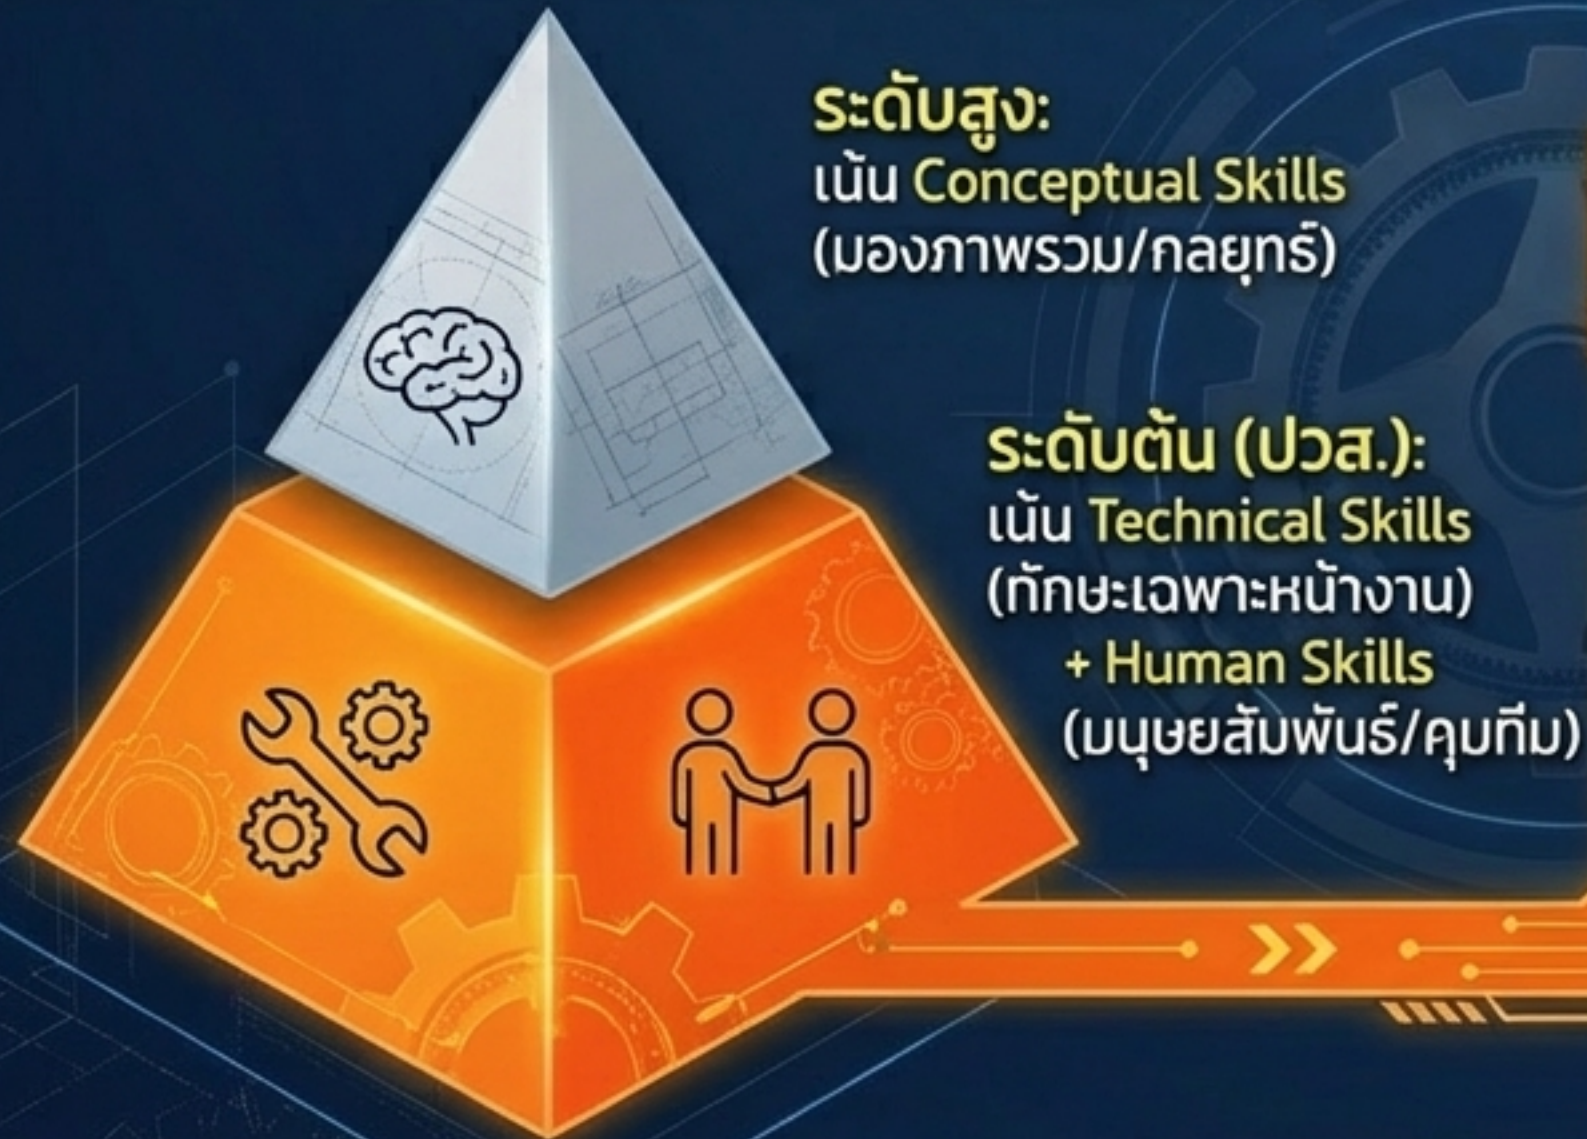 ระดับสูง:
เน้น Conceptual Skills
(มองภาพรวม/กลยุทธ์)
ระดับต้น (ปวส.):
เน้น Technical Skills
(ทักษะเฉพาะหน้างาน)
+ Human Skills
(มนุษยสัมพันธ์/คุมทีม)